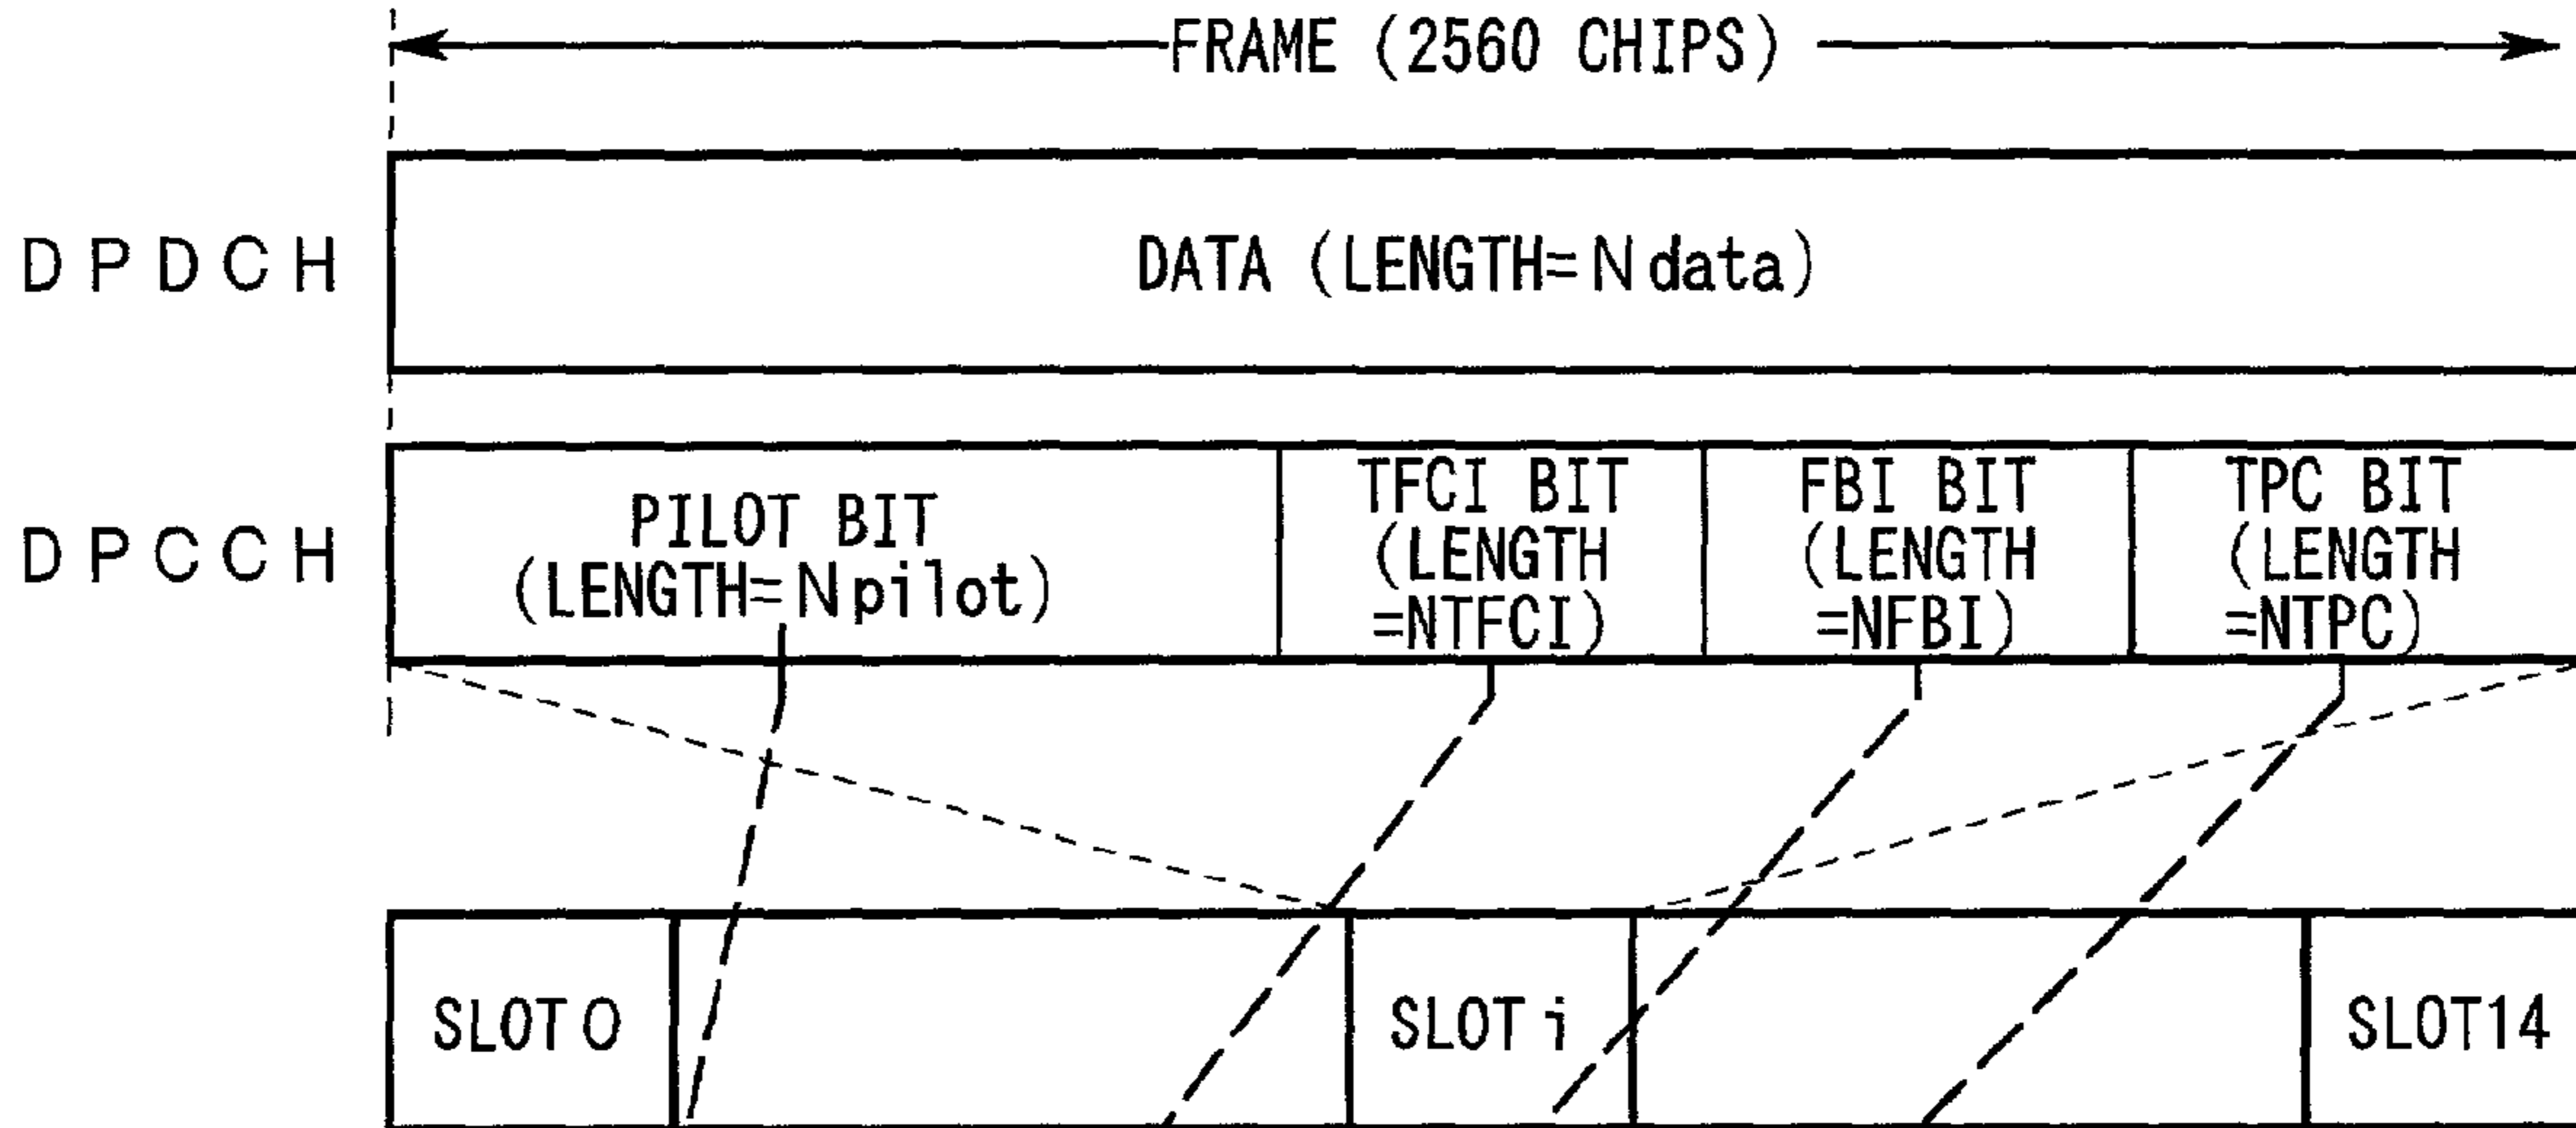 FRAME (2560 CHIPS)
DPDCH
DATA (LENGTH=Ndata)
DPCCH
PILOT BIT
(LENGTH=Npilot)
TFCI BIT
(LENGTH
=NTFCI)
FBI BIT
(LENGTH
=NFBI)
TPC BIT
(LENGTH
=NTPC)
SLOT0
SLOTi
SLOT14